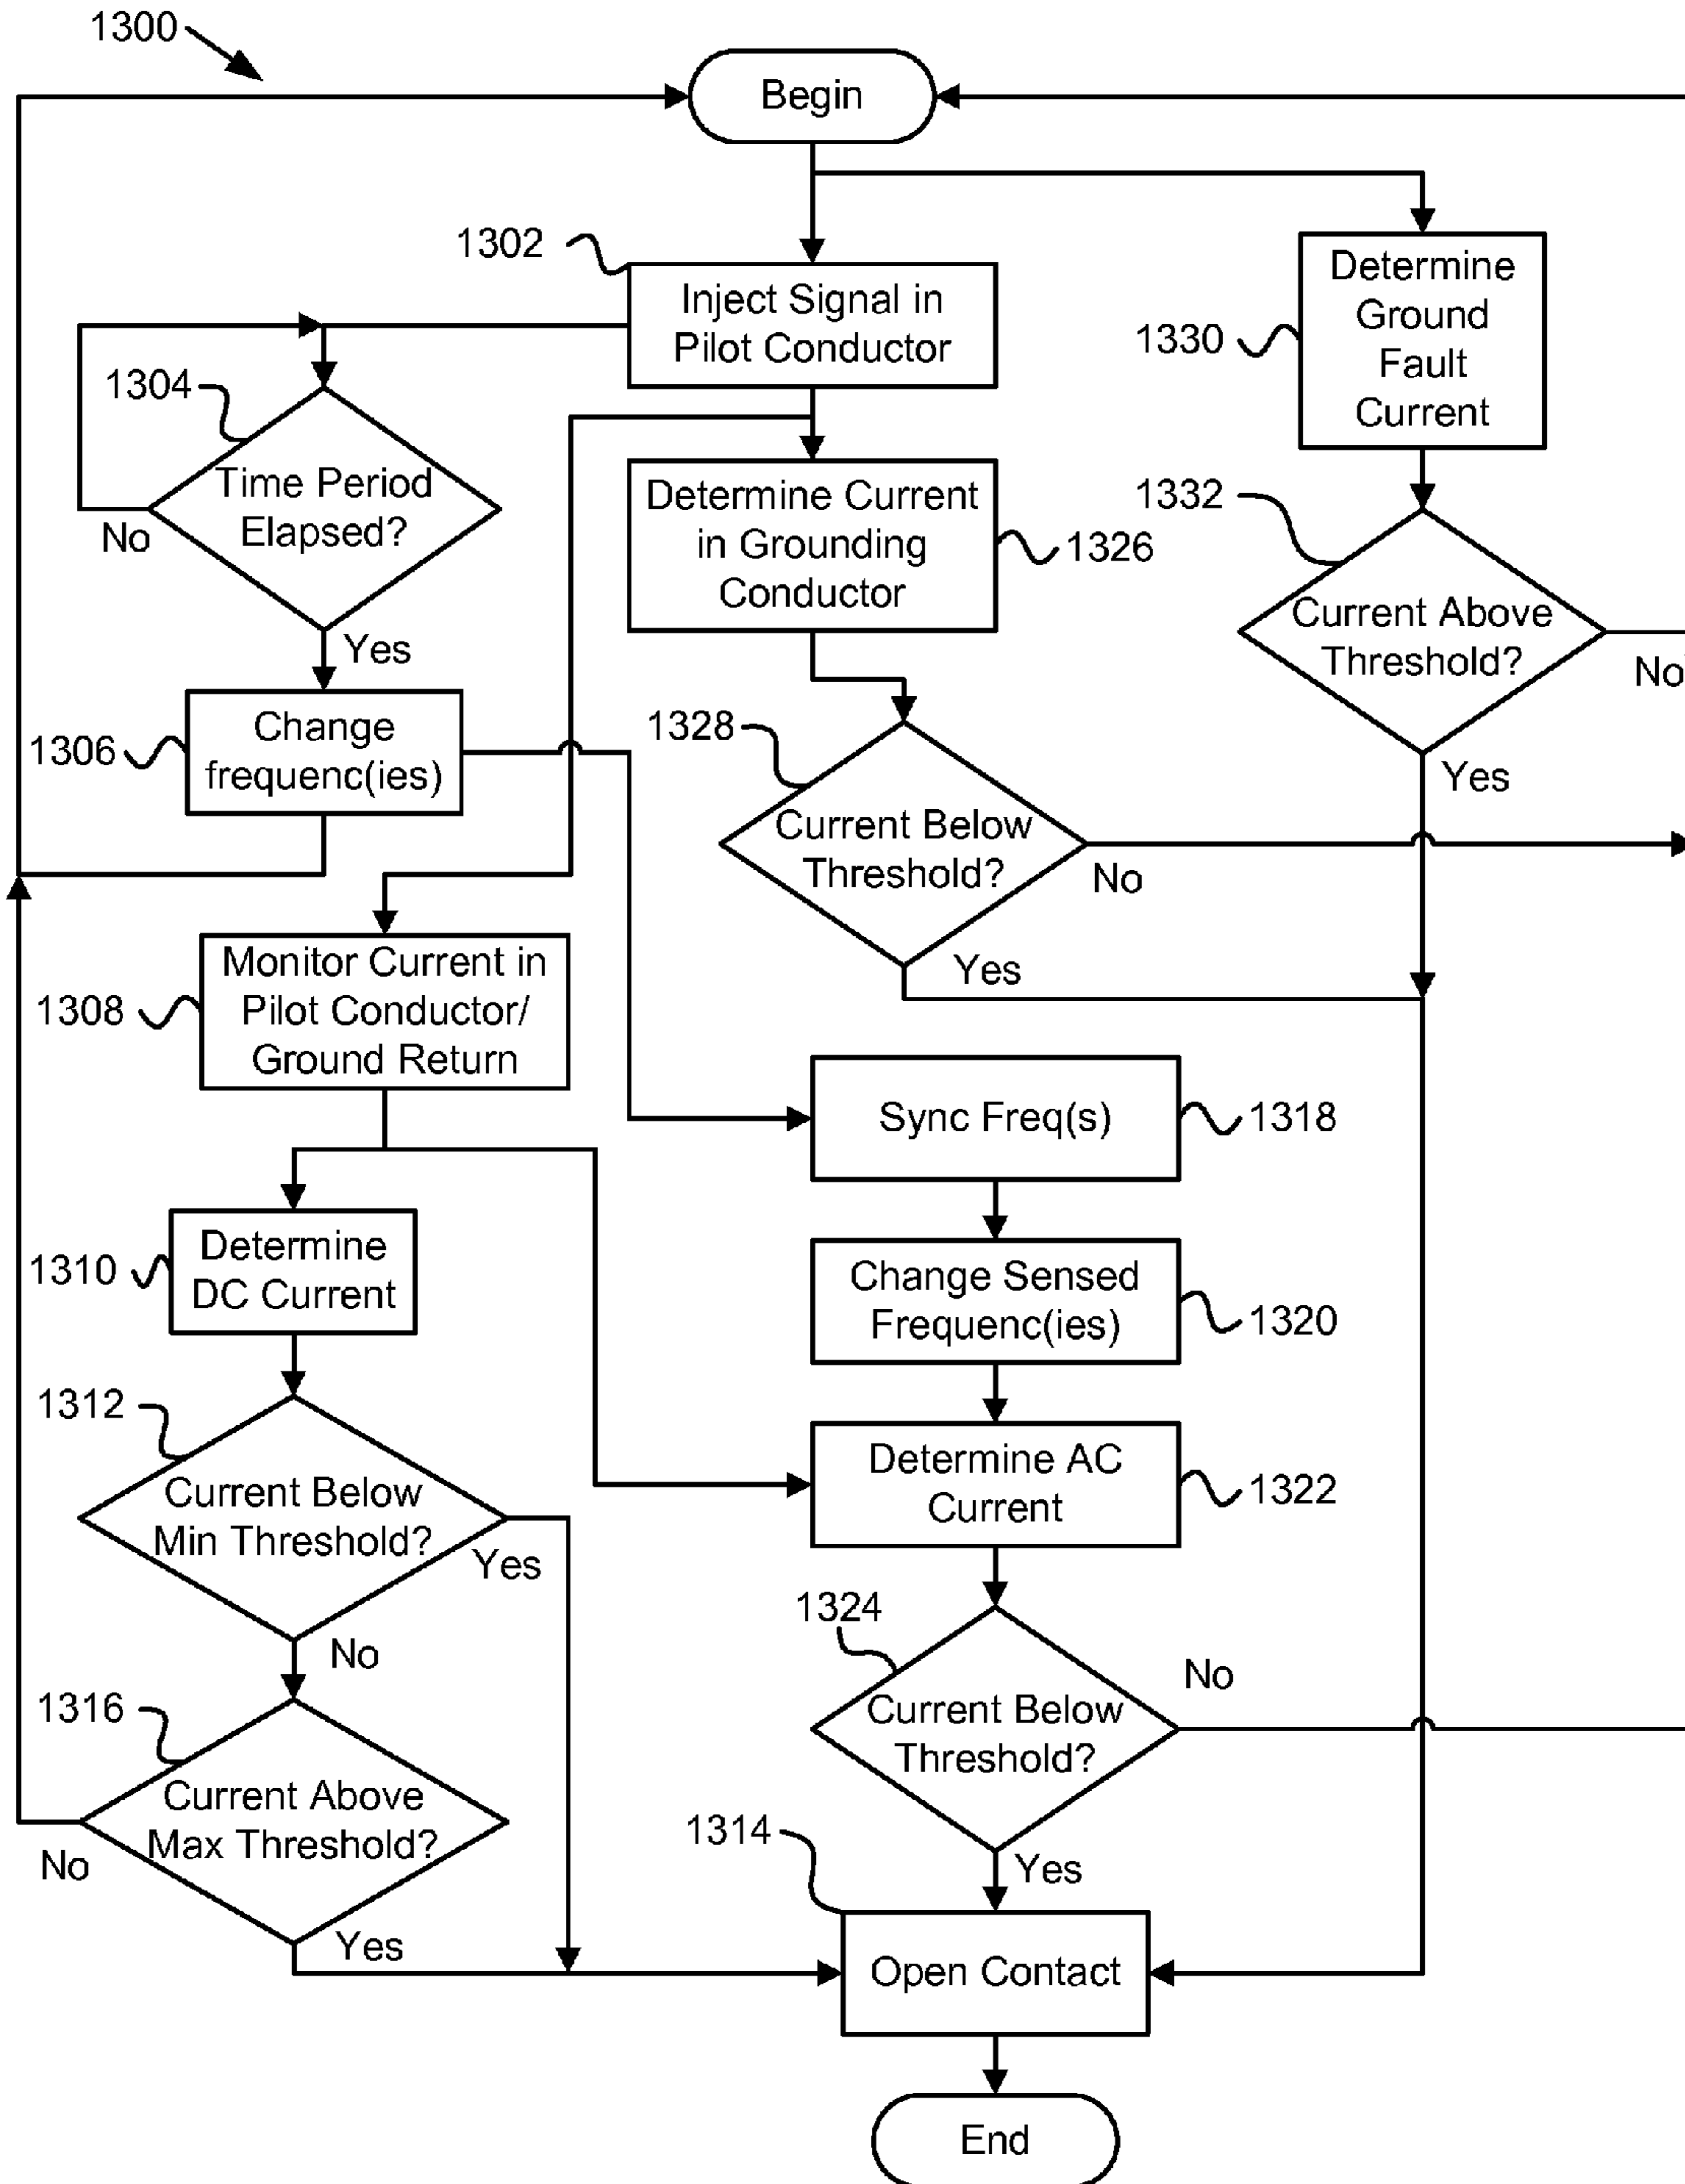 1300
Begin
1302
Inject Signal in
Pilot Conductor
1330
Determine
Ground
Fault
Current
1304
Time Period
Elapsed?
No
Yes
Determine Current
in Grounding
Conductor
1326
1332
Current Above
Threshold?
No
Yes
1306
Change
frequenc(ies)
1328
Current Below
Threshold?
No
Yes
1308
Monitor Current in
Pilot Conductor/
Ground Return
Sync Freq(s)
1318
1310
Determine
DC Current
Change Sensed
Frequenc(ies)
1320
1312
Current Below
Min Threshold?
Yes
No
Determine AC
Current
1322
1324
Current Below
Threshold?
No
Yes
1316
Current Above
Max Threshold?
No
Yes
1314
Open Contact
End